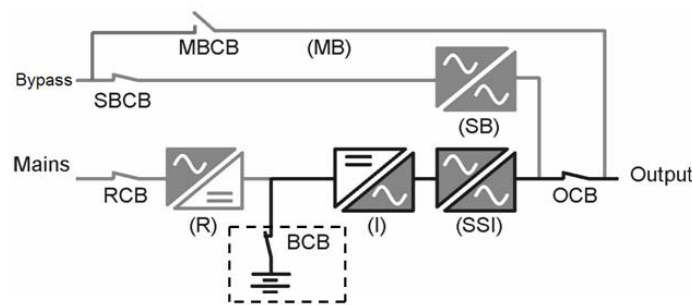 MBCB
(MB)
Bypass
SBCB
(SB)
Mains
Output
RCB
OCB
(R)
(I)
(SSI)
BCB